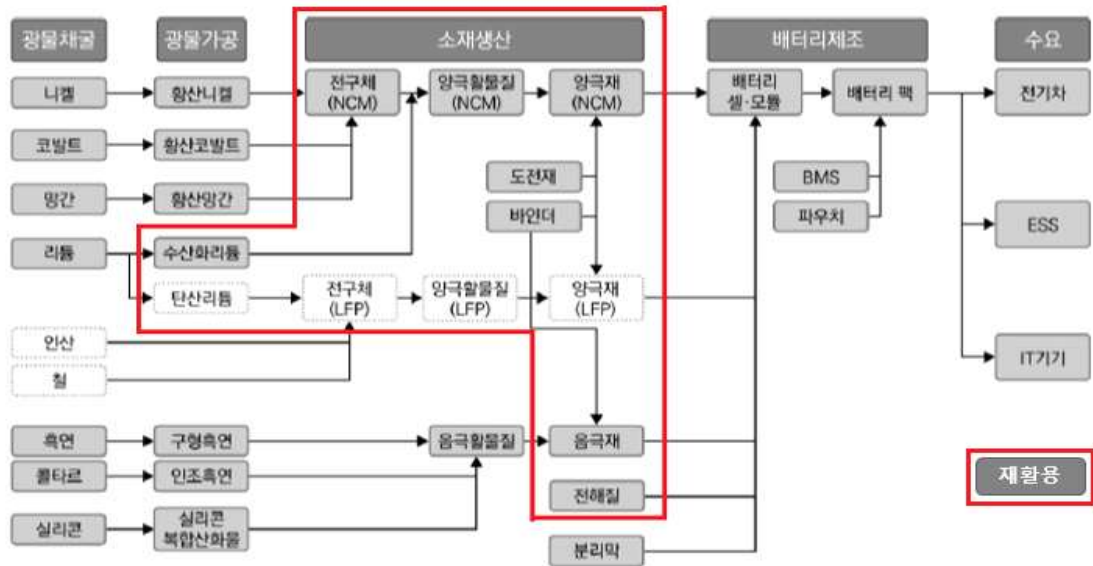 광물채굴
광물가공
소재생산
배터리제조
수요
니켈
황산니켈
전구체
(NCM)
양극활물질
(NCM)
양극재
(NCM)
배터리
셀·모듈
배터리 팩
전기차
코발트
황산코발트
망간
황산망간
도전재
바인더
BMS
파우치
ESS
리튬
수산화리튬
탄산리튬
전구체
(LFP)
양극활물질
(LFP)
양극재
(LFP)
인산
철
IT기기
흑연
구형흑연
음극활물질
음극재
콜타르
인조흑연
전해질
실리콘
실리콘
복합산화물
분리막
재활용